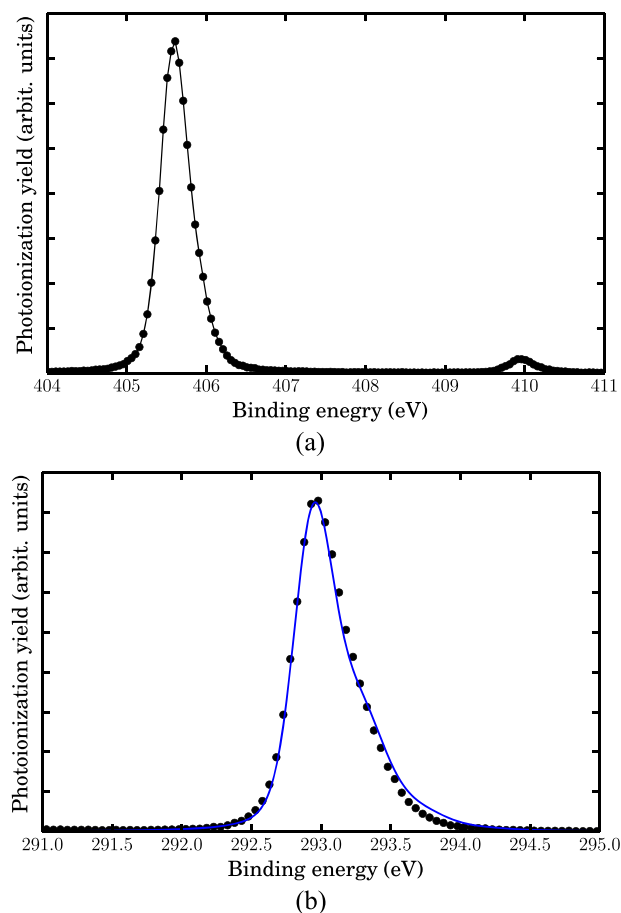 Photoionization yield (arbit. units)
404 405 406 407 408 409 410 411
Binding enegry (eV)
(a)
Photoionization yield (arbit. units)
291.0 291.5 292.0 292.5 293.0 293.5 294.0 294.5 295.0
Binding energy (eV)
(b)